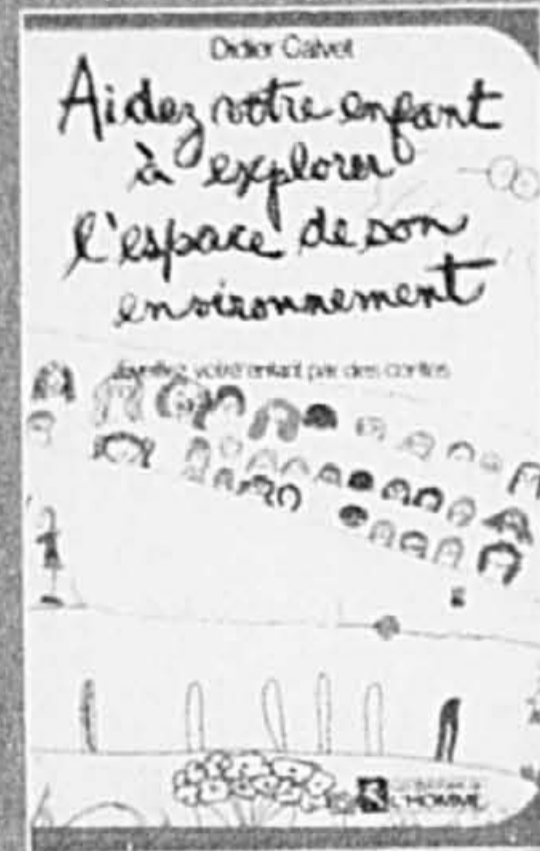 Didier Calvet
Aidez votre enfant
à explorer
l'espace de son
environnement
Éveillez votre enfant par des contes
L'HOMME